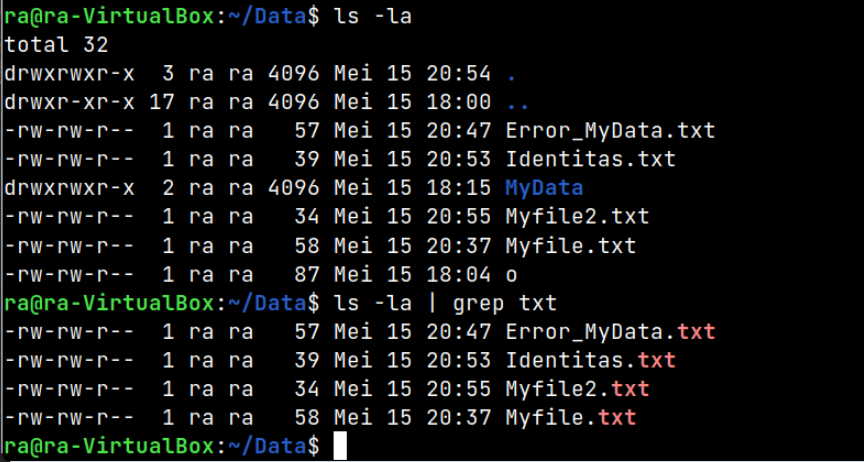 ra@ra-VirtualBox:~/Data$ ls -la
total 32
drwxrwxr-x  3 ra ra 4096 Mei 15 20:54 .
drwxr-xr-x 17 ra ra 4096 Mei 15 18:00 ..
-rw-rw-r--  1 ra ra   57 Mei 15 20:47 Error_MyData.txt
-rw-rw-r--  1 ra ra   39 Mei 15 20:53 Identitas.txt
drwxrwxr-x  2 ra ra 4096 Mei 15 18:15 MyData
-rw-rw-r--  1 ra ra   34 Mei 15 20:55 Myfile2.txt
-rw-rw-r--  1 ra ra   58 Mei 15 20:37 Myfile.txt
-rw-rw-r--  1 ra ra   87 Mei 15 18:04 o
ra@ra-VirtualBox:~/Data$ ls -la | grep txt
-rw-rw-r--  1 ra ra   57 Mei 15 20:47 Error_MyData.txt
-rw-rw-r--  1 ra ra   39 Mei 15 20:53 Identitas.txt
-rw-rw-r--  1 ra ra   34 Mei 15 20:55 Myfile2.txt
-rw-rw-r--  1 ra ra   58 Mei 15 20:37 Myfile.txt
ra@ra-VirtualBox:~/Data$